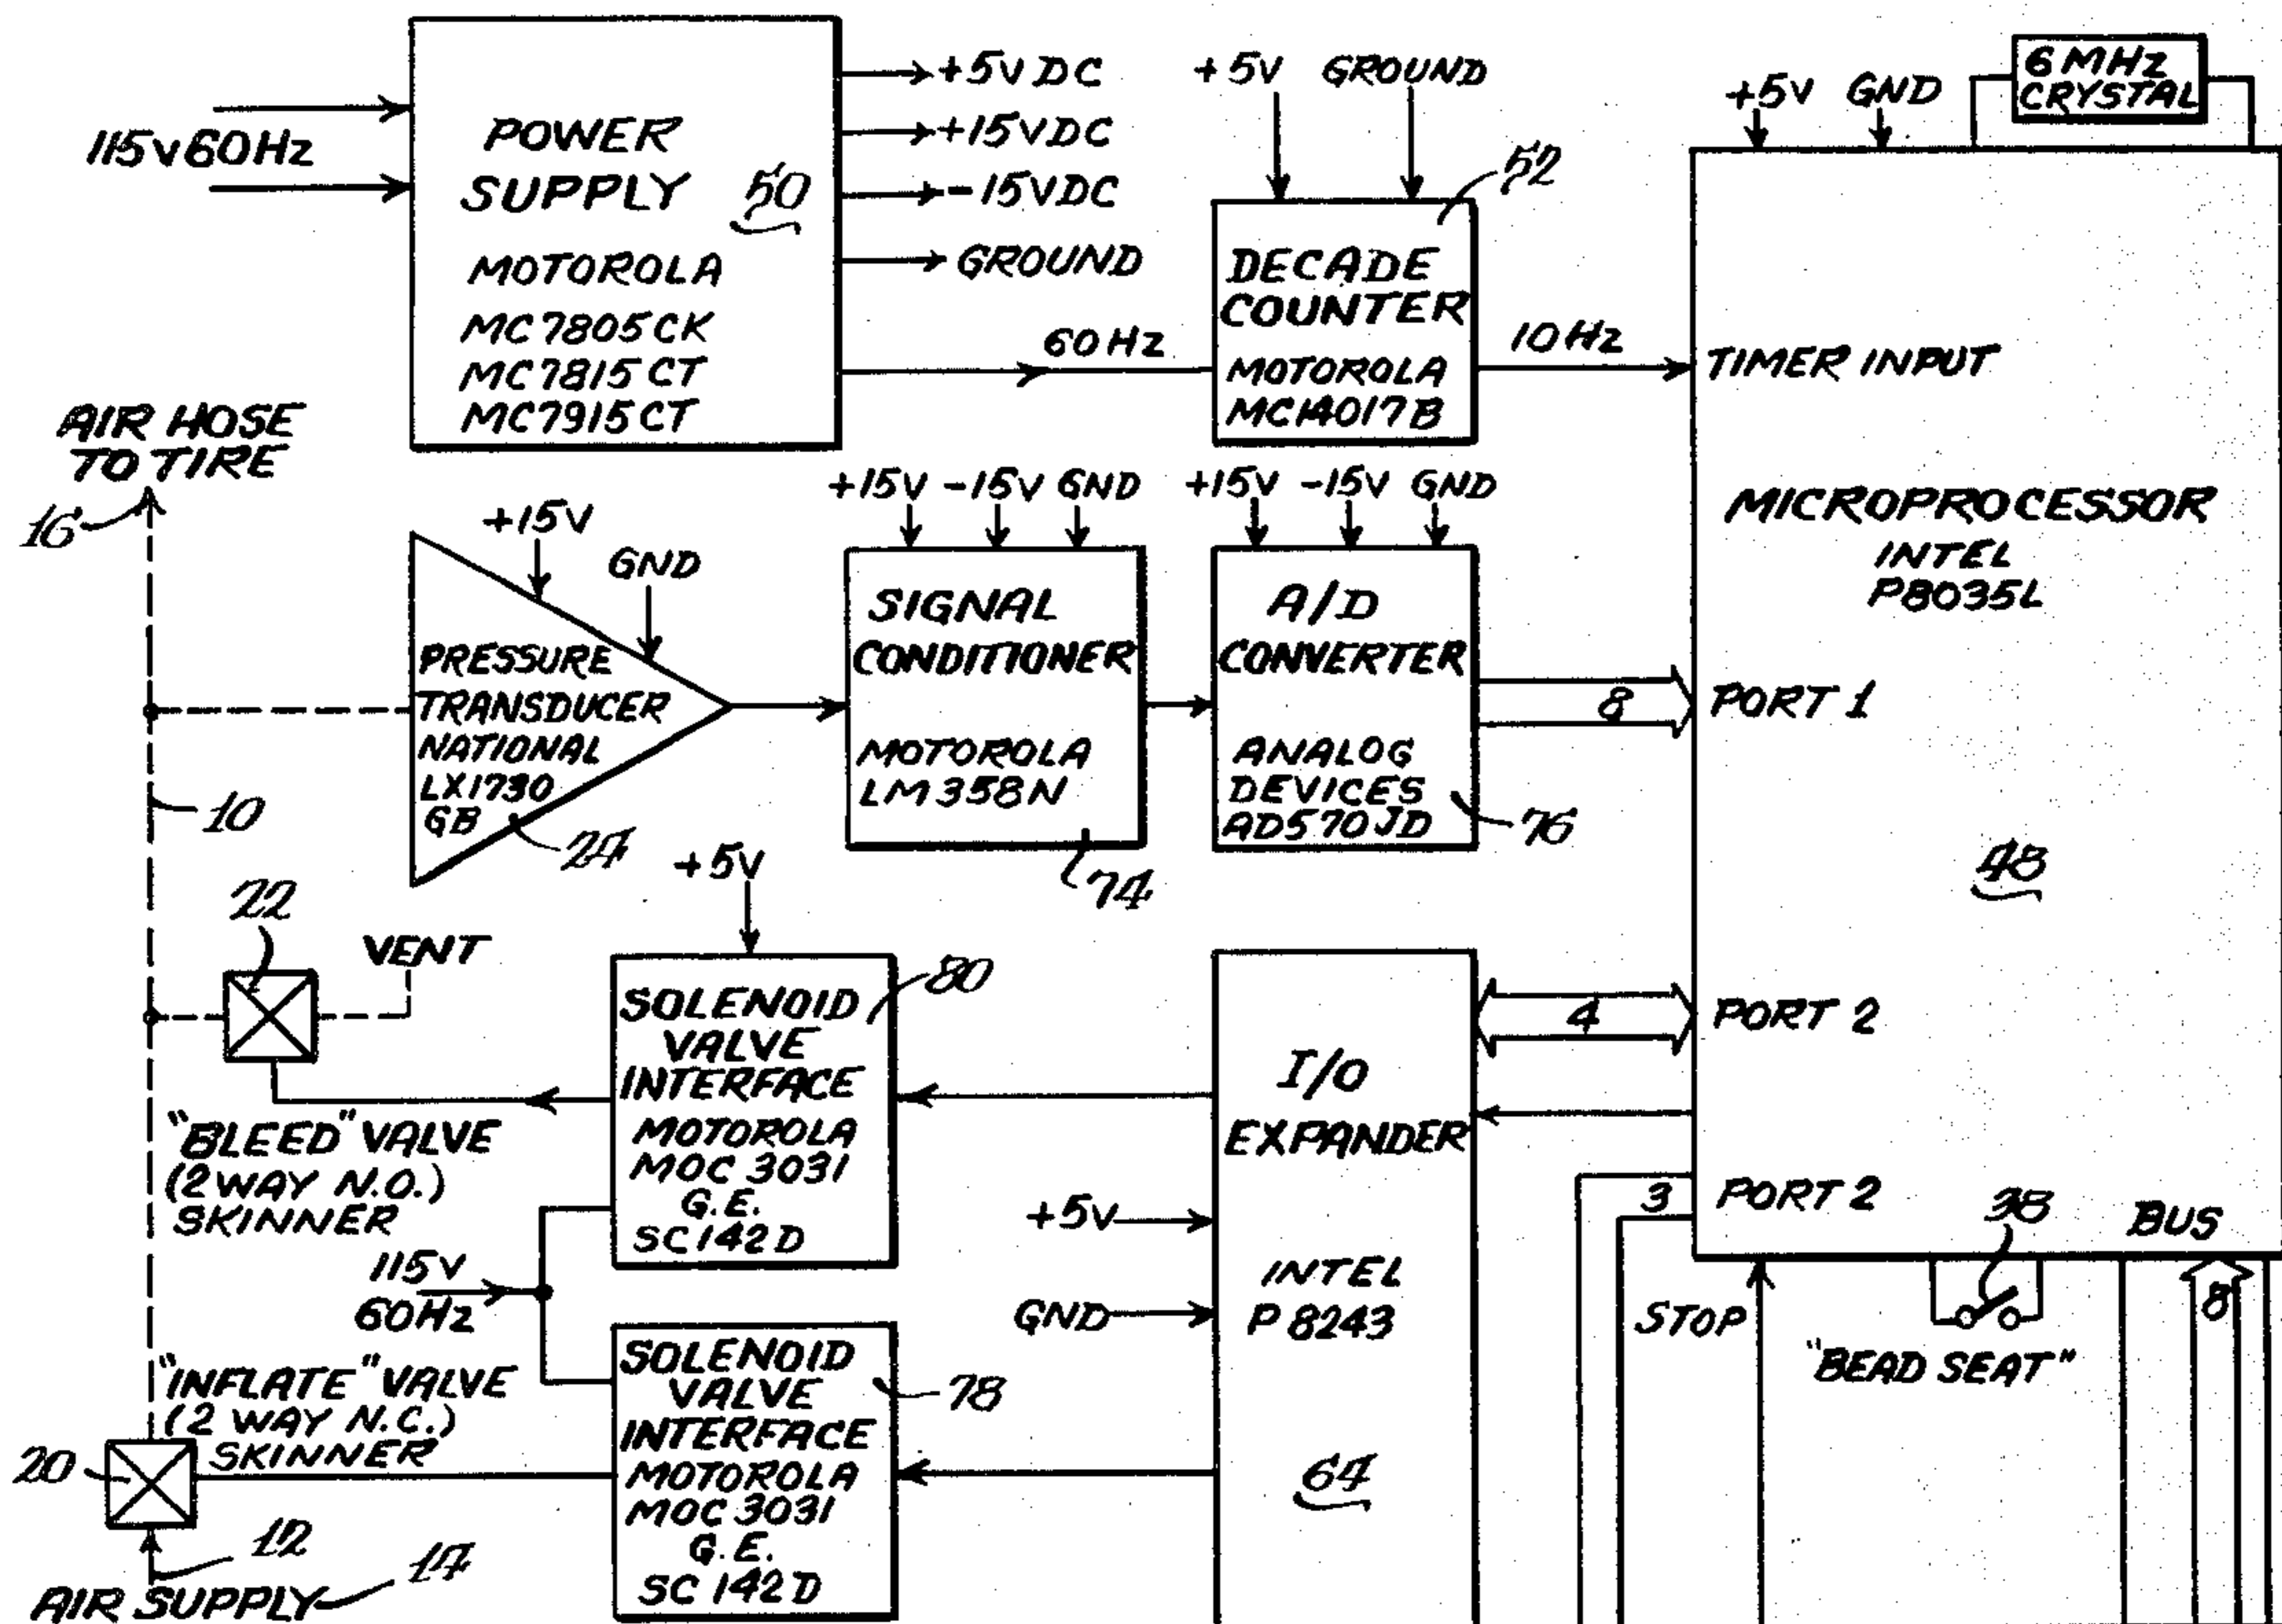 115V 60Hz
POWER
SUPPLY
50
MOTOROLA
MC7805CK
MC7815CT
MC7915CT
+5V DC
+15VDC
-15VDC
GROUND
60Hz
+5V GROUND
52
DECADE
COUNTER
MOTOROLA
MC14017B
10Hz
+5V GND
6 MHz
CRYSTAL
TIMER INPUT
MICROPROCESSOR
INTEL
P8035L
PORT 1
48
PORT 2
PORT 2
BUS
AIR HOSE
TO TIRE
16
10
+15V
GND
PRESSURE
TRANSDUCER
NATIONAL
LX1730
GB
24
+15V -15V GND
SIGNAL
CONDITIONER
MOTOROLA
LM358N
74
+15V -15V GND
A/D
CONVERTER
ANALOG
DEVICES
AD570JD
76
8
22
VENT
"BLEED" VALVE
(2 WAY N.O.)
SKINNER
+5V
SOLENOID
VALVE
INTERFACE
MOTOROLA
MOC 3031
G.E.
SC142D
80
115V
60Hz
"INFLATE" VALVE
(2 WAY N.C.)
SKINNER
20
12
AIR SUPPLY
14
SOLENOID
VALVE
INTERFACE
MOTOROLA
MOC 3031
G.E.
SC 142D
78
I/O
EXPANDER
+5V
GND
INTEL
P8243
64
4
3
STOP
38
"BEAD SEAT"
8